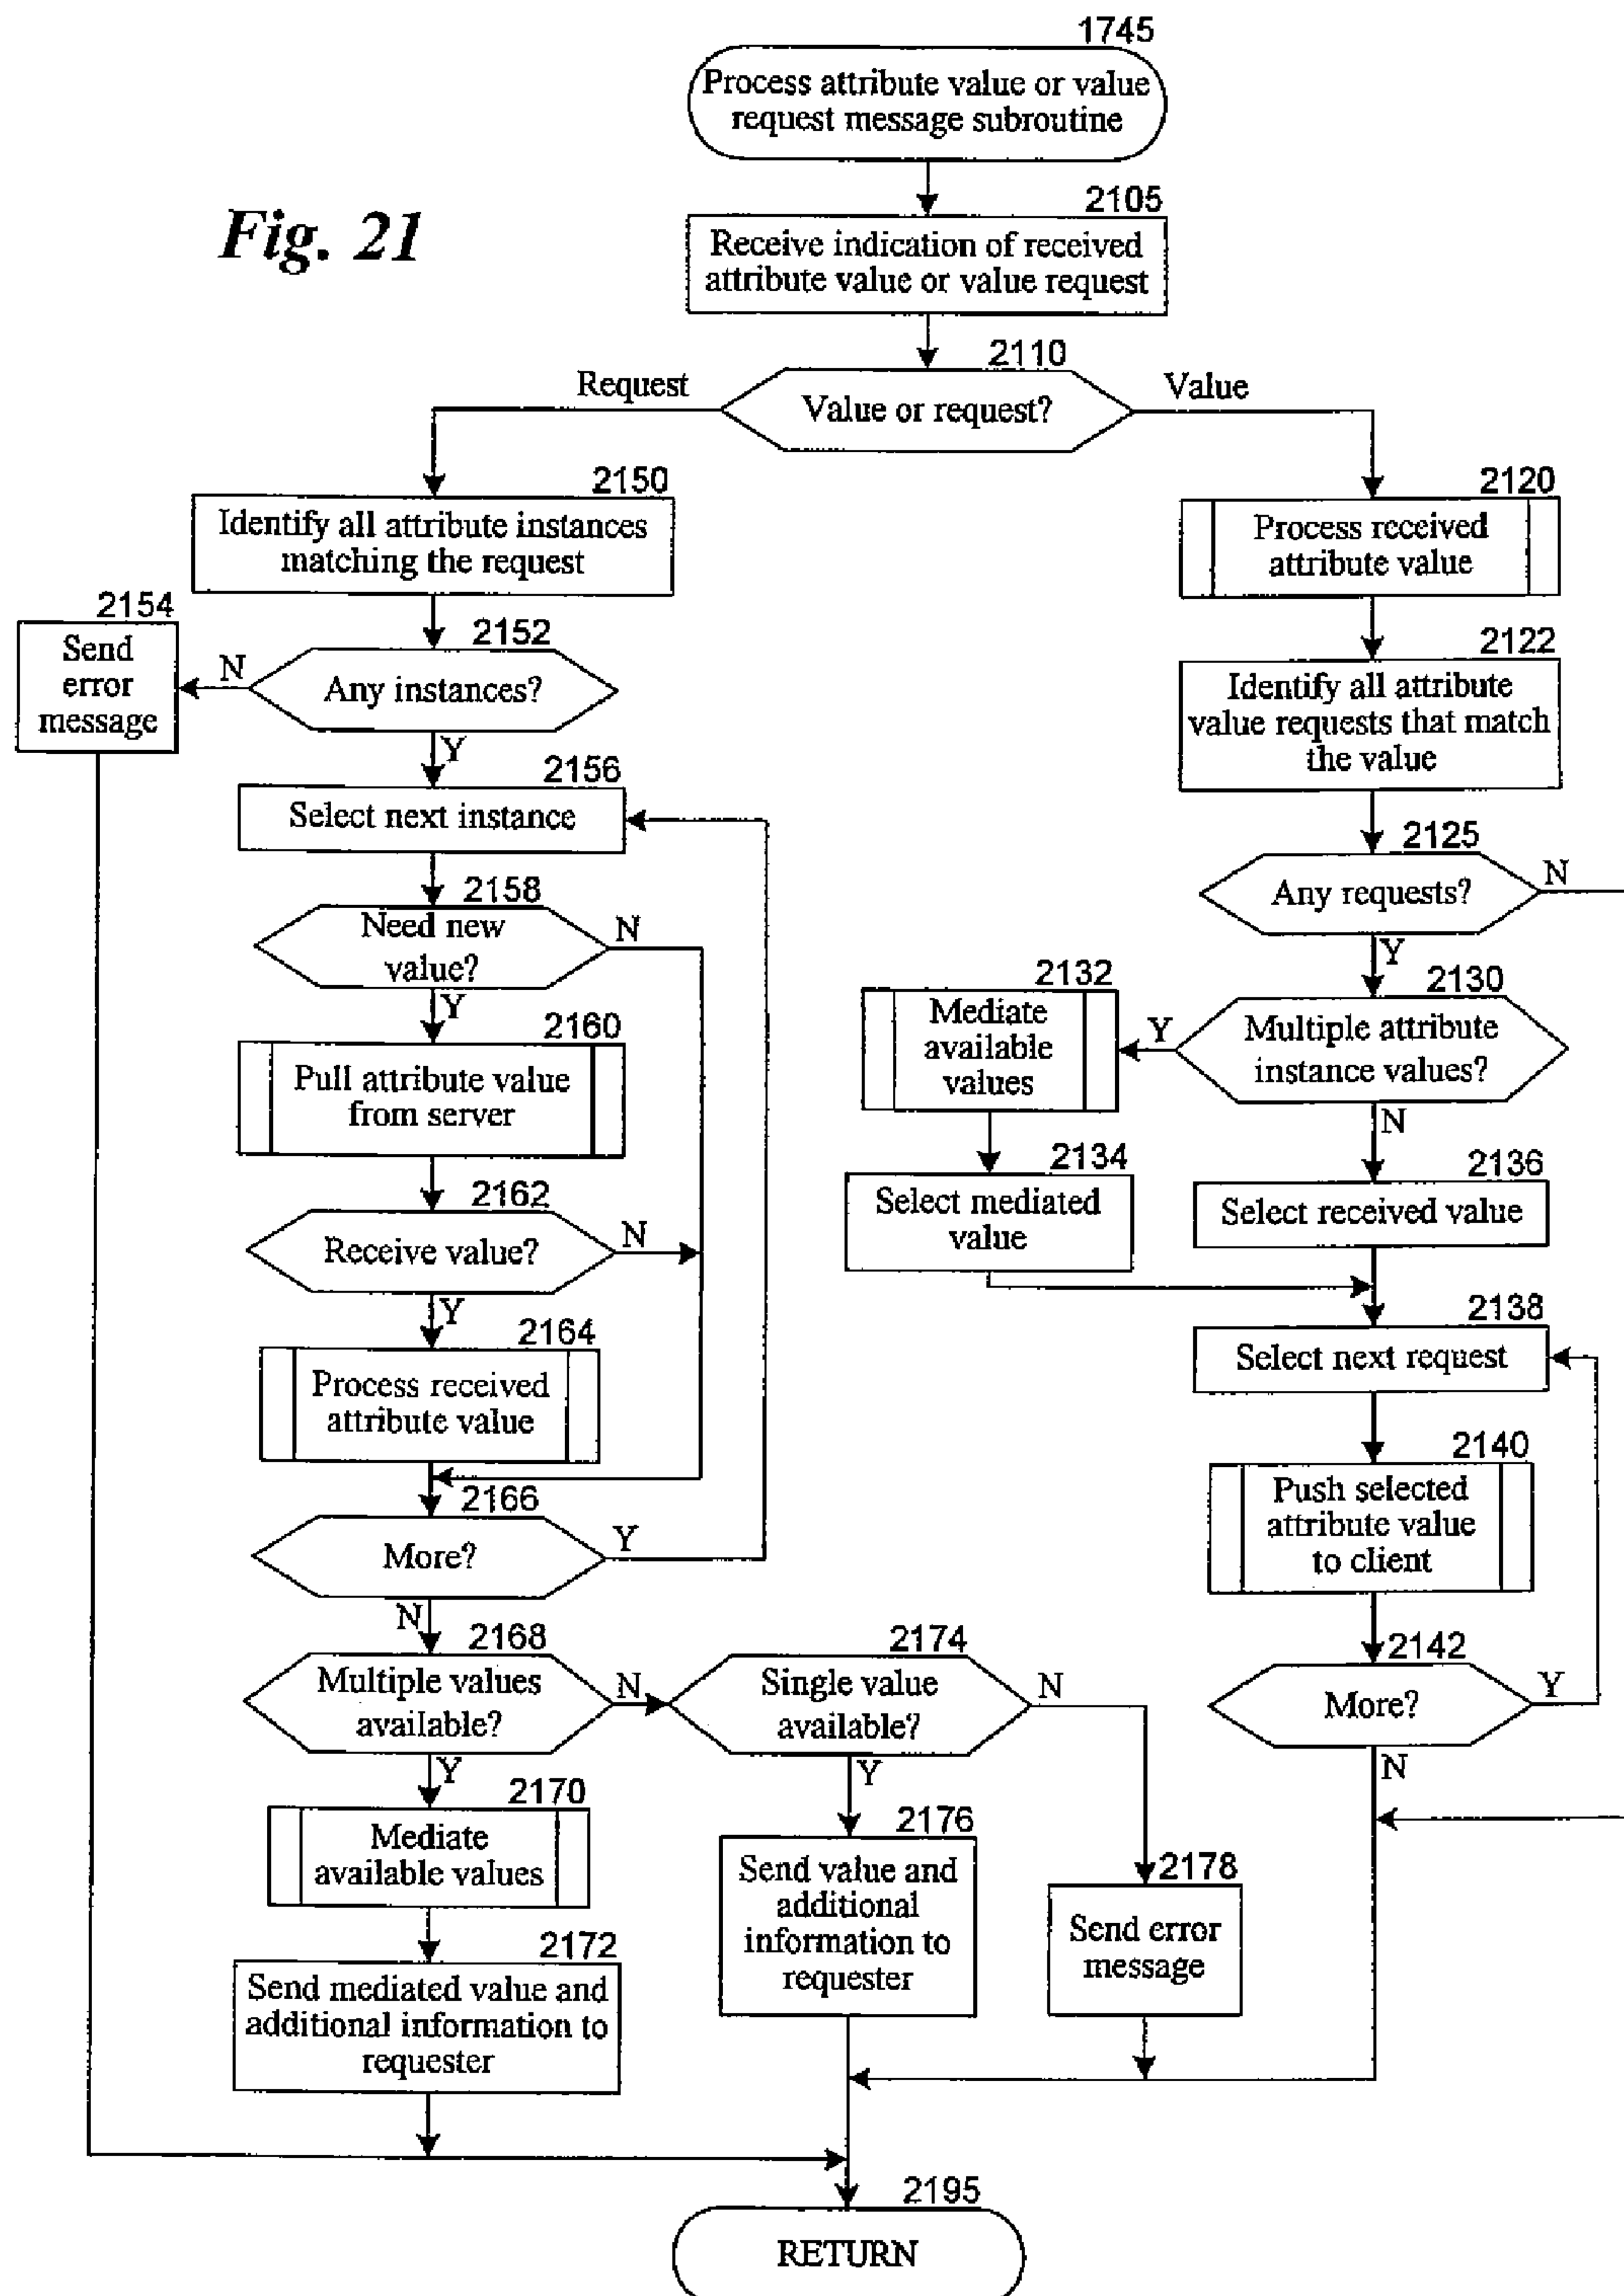 1745
Process attribute value or value
request message subroutine
Fig. 21
2105
Receive indication of received
attribute value or value request
2110
Request
Value or request?
Value
2150
Identify all attribute instances
matching the request
2154
Send
error
message
2152
N
Any instances?
Y
2156
Select next instance
2158
Need new
value?
N
Y
2160
Pull attribute value
from server
2162
Receive value?
N
Y
2164
Process received
attribute value
2166
More?
Y
N
2168
Multiple values
available?
N
Y
2170
Mediate
available values
2172
Send mediated value and
additional information to
requester
2174
Single value
available?
N
Y
2176
Send value and
additional
information to
requester
2178
Send error
message
2120
Process received
attribute value
2122
Identify all attribute
value requests that match
the value
2125
Any requests?
N
Y
2130
Multiple attribute
instance values?
Y
N
2132
Mediate
available
values
2134
Select mediated
value
2136
Select received value
2138
Select next request
2140
Push selected
attribute value
to client
2142
More?
Y
N
2195
RETURN